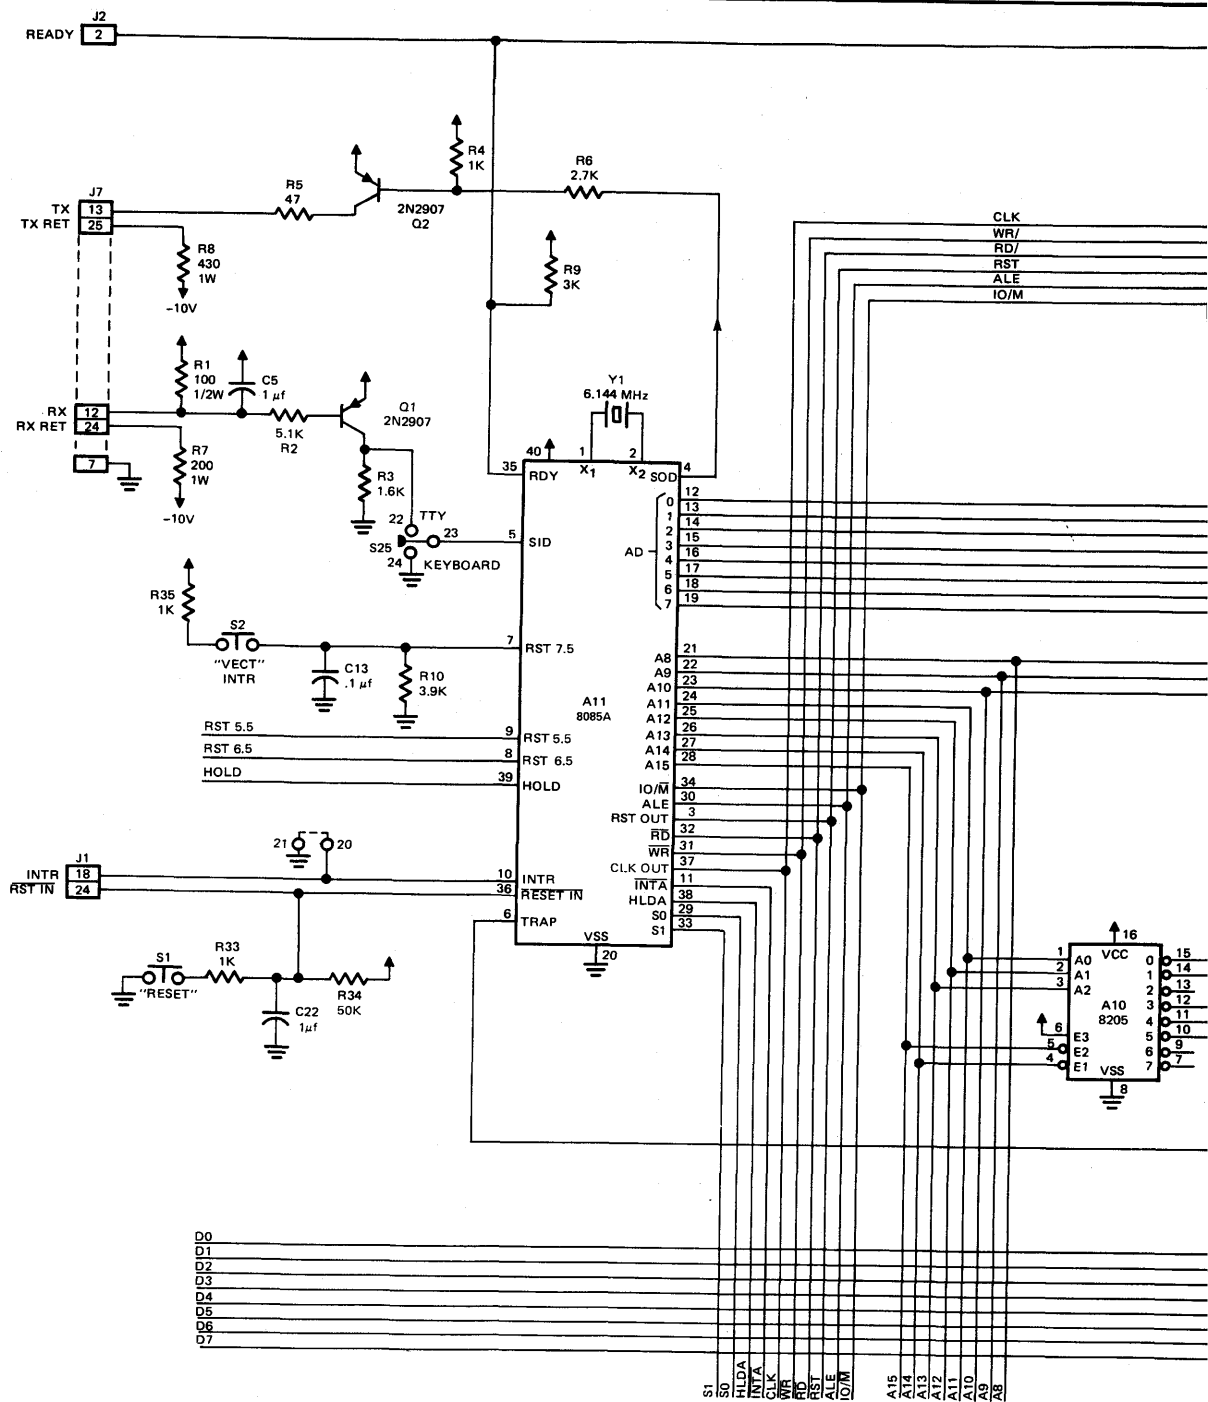 J2
READY 2
R4
1K
R6
2.7K
R5
47
2N2907
Q2
J7
TX 13
TX RET 25
R8
430
1W
-10V
R9
3K
CLK
WR/
RD/
RST
ALE
IO/M
R1
100
1/2W
C5
1 µf
Q1
2N2907
Y1
6.144 MHz
RX 12
RX RET 24
5.1K
R2
R7
200
1W
-10V
7
R3
1.6K
40
1
2
35 RDY
X1
X2
SOD 4
22 TTY
23
S25
24 KEYBOARD
5 SID
AD
0 12
1 13
2 14
3 15
4 16
5 17
6 18
7 19
R35
1K
S2
"VECT"
INTR
C13
.1 µf
R10
3.9K
7 RST 7.5
A11
8085A
A8 21
A9 22
A10 23
A11 24
A12 25
A13 26
A14 27
A15 28
RST 5.5 9 RST 5.5
RST 6.5 8 RST 6.5
HOLD 39 HOLD
IO/M̅ 34
ALE 30
RST OUT 3
R̅D̅ 32
W̅R̅ 31
CLK OUT 37
I̅N̅T̅A̅ 11
HLDA 38
S0 29
S1 33
21 20
J1
INTR 18
R̅S̅T̅ I̅N̅ 24
10 INTR
36 R̅E̅S̅E̅T̅ I̅N̅
6 TRAP
VSS
20
S1
"RESET"
R33
1K
R34
50K
C22
1µf
16
VCC
1 A0
2 A1
3 A2
A10
8205
6 E3
5 E2
4 E1
0 15
1 14
2 13
3 12
4 11
5 10
6 9
7 7
VSS
8
D0
D1
D2
D3
D4
D5
D6
D7
S1
S0
HLDA
I̅N̅T̅A̅
CLK
W̅R̅
R̅D̅
RST
ALE
IO/M̅
A15
A14
A13
A12
A11
A10
A9
A8